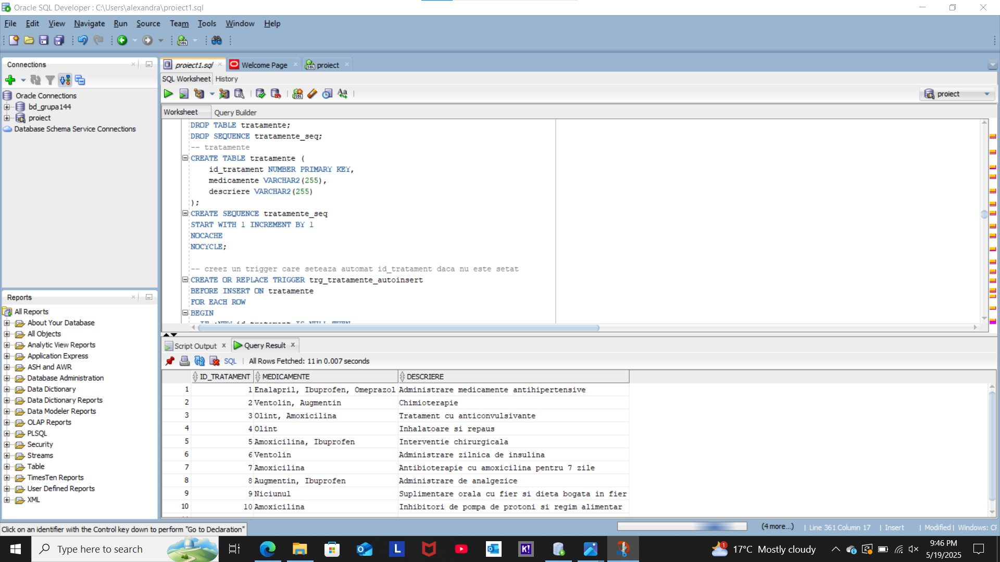 Oracle SQL Developer : C:\Users\alexandra\proiect1.sql
File Edit View Navigate Run Source Team Tools Window Help
Connections
Oracle Connections
bd_grupa144
proiect
Database Schema Service Connections
Reports
All Reports
About Your Database
All Objects
Analytic View Reports
Application Express
ASH and AWR
Database Administration
Data Dictionary
Data Dictionary Reports
Data Modeler Reports
OLAP Reports
PLSQL
Security
Streams
Table
TimesTen Reports
User Defined Reports
XML
proiect1.sql Welcome Page proiect
SQL Worksheet History
proiect
Worksheet Query Builder
DROP TABLE tratamente;
DROP SEQUENCE tratamente_seq;
-- tratamente
CREATE TABLE tratamente (
id_tratament NUMBER PRIMARY KEY,
medicamente VARCHAR2(255),
descriere VARCHAR2(255)
);
CREATE SEQUENCE tratamente_seq
START WITH 1 INCREMENT BY 1
NOCACHE
NOCYCLE;
-- creez un trigger care seteaza automat id_tratament daca nu este setat
CREATE OR REPLACE TRIGGER trg_tratamente_autoinsert
BEFORE INSERT ON tratamente
FOR EACH ROW
BEGIN
IF :NEW.id_tratament IS NULL THEN
Script Output Query Result
SQL All Rows Fetched: 11 in 0.007 seconds
ID_TRATAMENT MEDICAMENTE DESCRIERE
1 1 Enalapril, Ibuprofen, Omeprazol Administrare medicamente antihipertensive
2 2 Ventolin, Augmentin Chimioterapie
3 3 Olint, Amoxicilina Tratament cu anticonvulsivante
4 4 Olint Inhalatoare si repaus
5 5 Amoxicilina, Ibuprofen Interventie chirurgicala
6 6 Ventolin Administrare zilnica de insulina
7 7 Amoxicilina Antibioterapie cu amoxicilina pentru 7 zile
8 8 Augmentin, Ibuprofen Administrare de analgezice
9 9 Niciunul Suplimentare orala cu fier si dieta bogata in fier
10 10 Amoxicilina Inhibitori de pompa de protoni si regim alimentar
Click on an identifier with the Control key down to perform "Go to Declaration"
(4 more...) | Line 361 Column 17 | Insert | Modified | Windows: CF
Type here to search
17°C Mostly cloudy
9:46 PM
5/19/2025